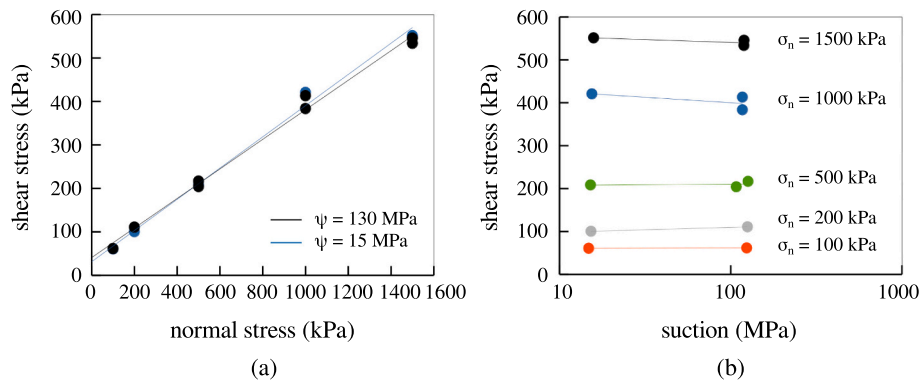 600
500
400
300
200
100
0
shear stress (kPa)
0 200 400 600 800 1000 1200 1400 1600
normal stress (kPa)
ψ = 130 MPa
ψ = 15 MPa
(a)
600
500
400
300
200
100
0
shear stress (kPa)
σn = 1500 kPa
σn = 1000 kPa
σn = 500 kPa
σn = 200 kPa
σn = 100 kPa
10 100 1000
suction (MPa)
(b)